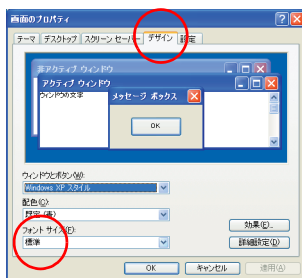 画面のプロパティ
テーマ デスクトップ スクリーン セーバー デザイン 設定
非アクティブ ウィンドウ
アクティブ ウィンドウ
ウィンドウの文字
メッセージ ボックス
OK
ウィンドウとボタン(W):
Windows XP スタイル
配色(C):
既定 (青)
フォント サイズ(F):
標準
効果(E)...
詳細設定(D)
OK キャンセル 適用(A)